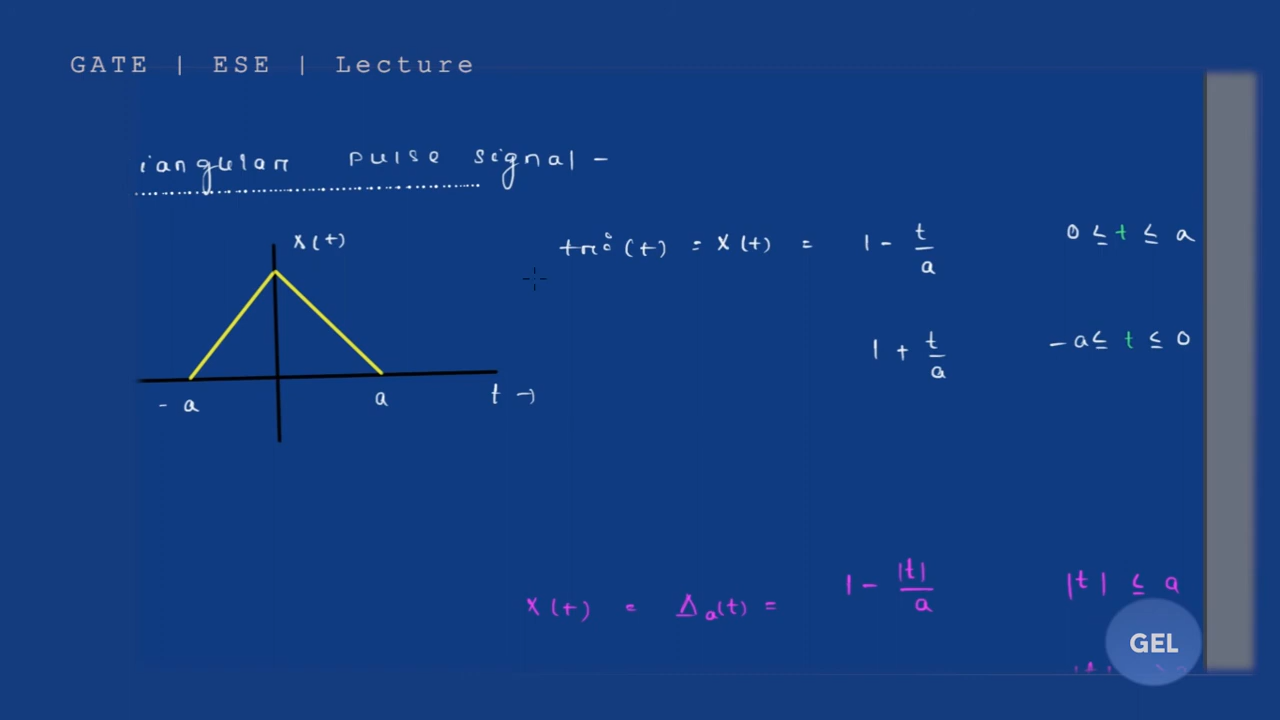 GATE | ESE | Lecture
iangular pulse signal -
x(t)
tri(t) = x(t) = 1 - t/a 0 ≤ t ≤ a
1 + t/a -a ≤ t ≤ 0
- a a t →
x(t) = Δa(t) = 1 - |t|/a |t| ≤ a
GEL